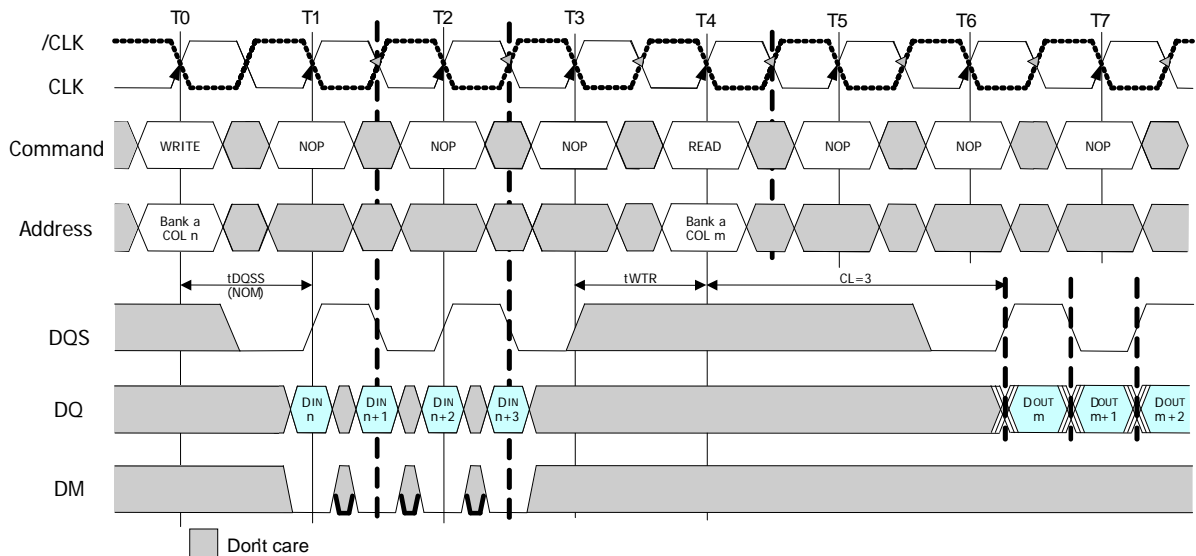 T0 T1 T2 T3 T4 T5 T6 T7
/CLK
CLK
Command WRITE NOP NOP NOP READ NOP NOP NOP
Address Bank a Bank a
COL n COL m
tDQSS tWTR CL=3
(NOM)
DQS
DQ DIN DIN DIN DIN DOUT DOUT DOUT
n n+1 n+2 n+3 m m+1 m+2
DM
Don't care